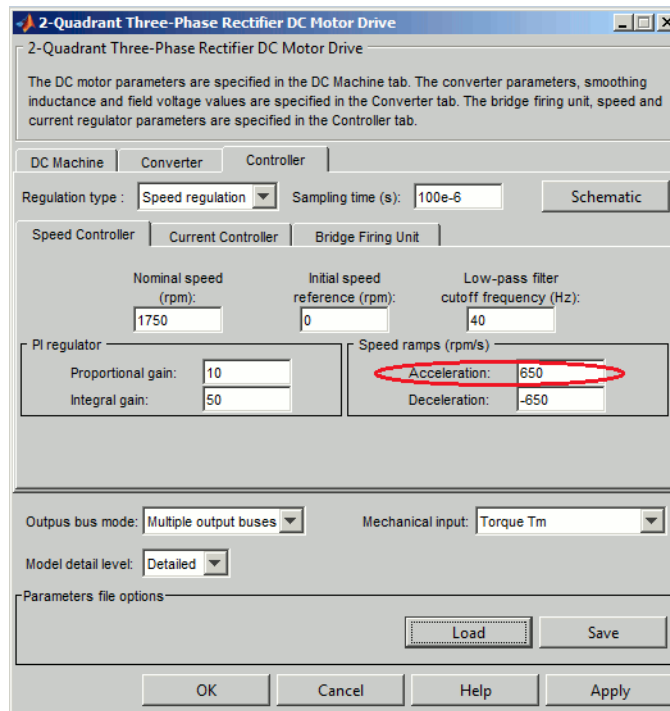 2-Quadrant Three-Phase Rectifier DC Motor Drive
2-Quadrant Three-Phase Rectifier DC Motor Drive
The DC motor parameters are specified in the DC Machine tab. The converter parameters, smoothing
inductance and field voltage values are specified in the Converter tab. The bridge firing unit, speed and
current regulator parameters are specified in the Controller tab.
DC Machine Converter Controller
Regulation type : Speed regulation Sampling time (s): 100e-6 Schematic
Speed Controller Current Controller Bridge Firing Unit
Nominal speed Initial speed Low-pass filter
(rpm): reference (rpm): cutoff frequency (Hz):
1750 0 40
PI regulator Speed ramps (rpm/s)
Proportional gain: 10 Acceleration: 650
Integral gain: 50 Deceleration: -650
Outpus bus mode: Multiple output buses Mechanical input: Torque Tm
Model detail level: Detailed
Parameters file options
Load Save
OK Cancel Help Apply